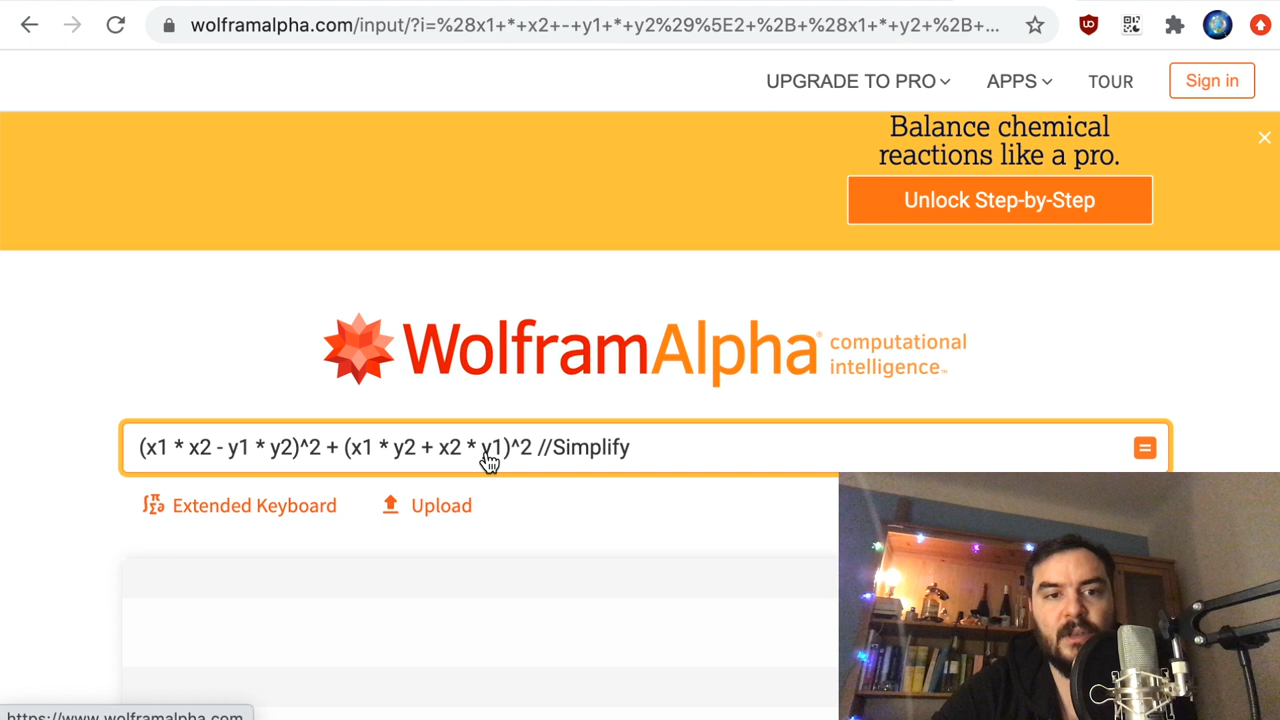 wolframalpha.com/input/?i=%28x1+*+x2+-+y1+*+y2%29%5E2+%2B+%28x1+*+y2+%2B+...
UPGRADE TO PRO APPS TOUR Sign in
Balance chemical
reactions like a pro.
Unlock Step-by-Step
WolframAlpha computational
intelligence™
(x1 * x2 - y1 * y2)^2 + (x1 * y2 + x2 * y1)^2 //Simplify
Extended Keyboard Upload
https://www.wolframalpha.com